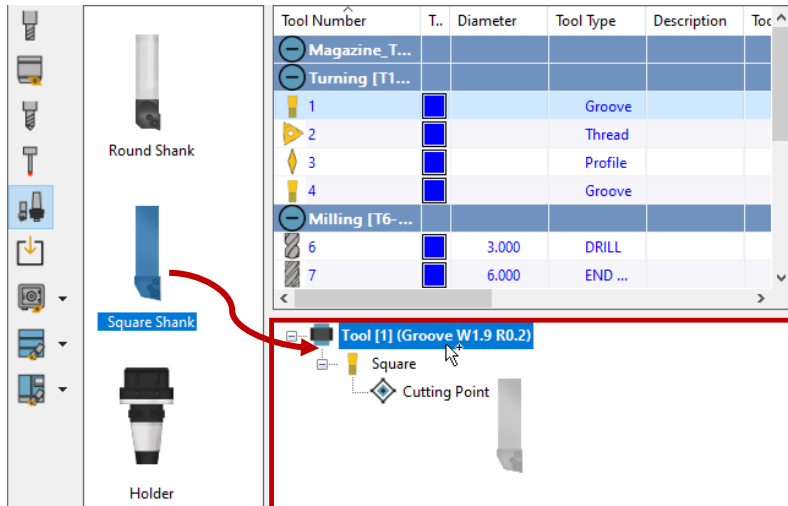 Round Shank
Square Shank
Holder
Tool Number T.. Diameter Tool Type Description Toc
Magazine_T...
Turning [T1...
1 Groove
2 Thread
3 Profile
4 Groove
Milling [T6-...
6 3.000 DRILL
7 6.000 END ...
Tool [1] (Groove W1.9 R0.2)
Square
Cutting Point